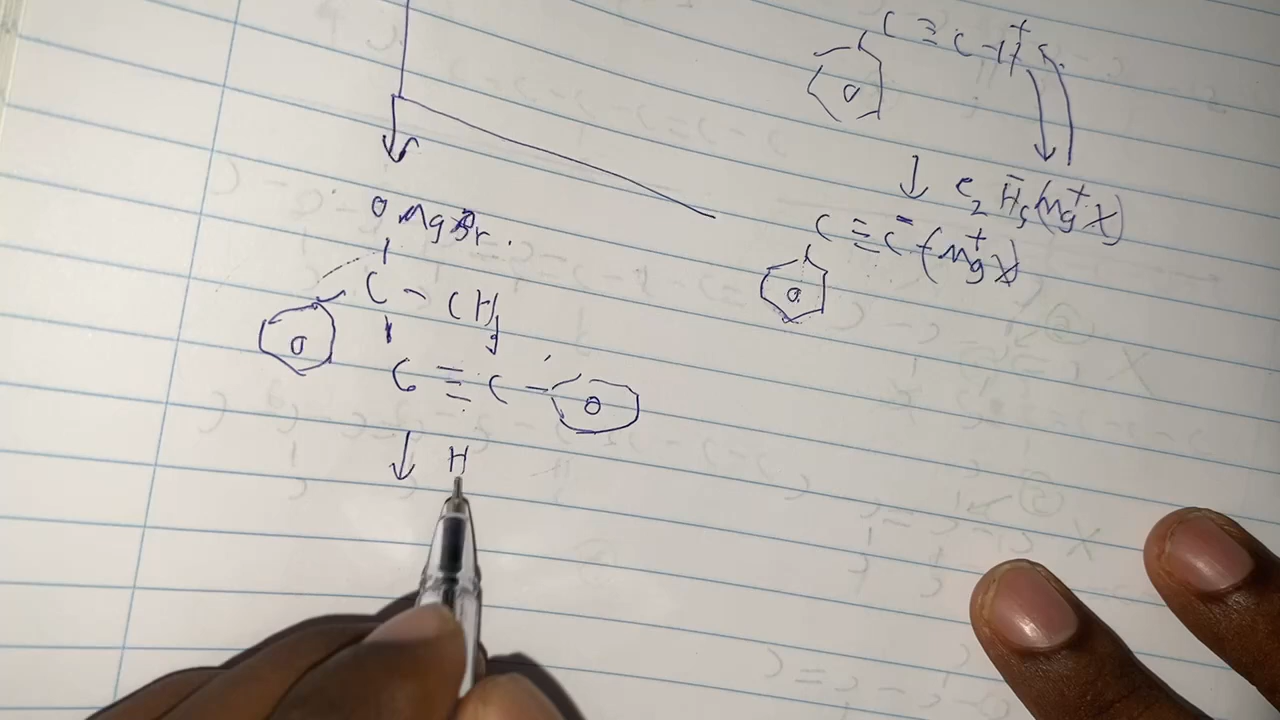 C ≡ C - H⁺
C₂H₅⁻(Mg⁺X)
C ≡ C⁻ - (Mg⁺X)
OMgBr.
C - CH₃
C ≡ C -
H